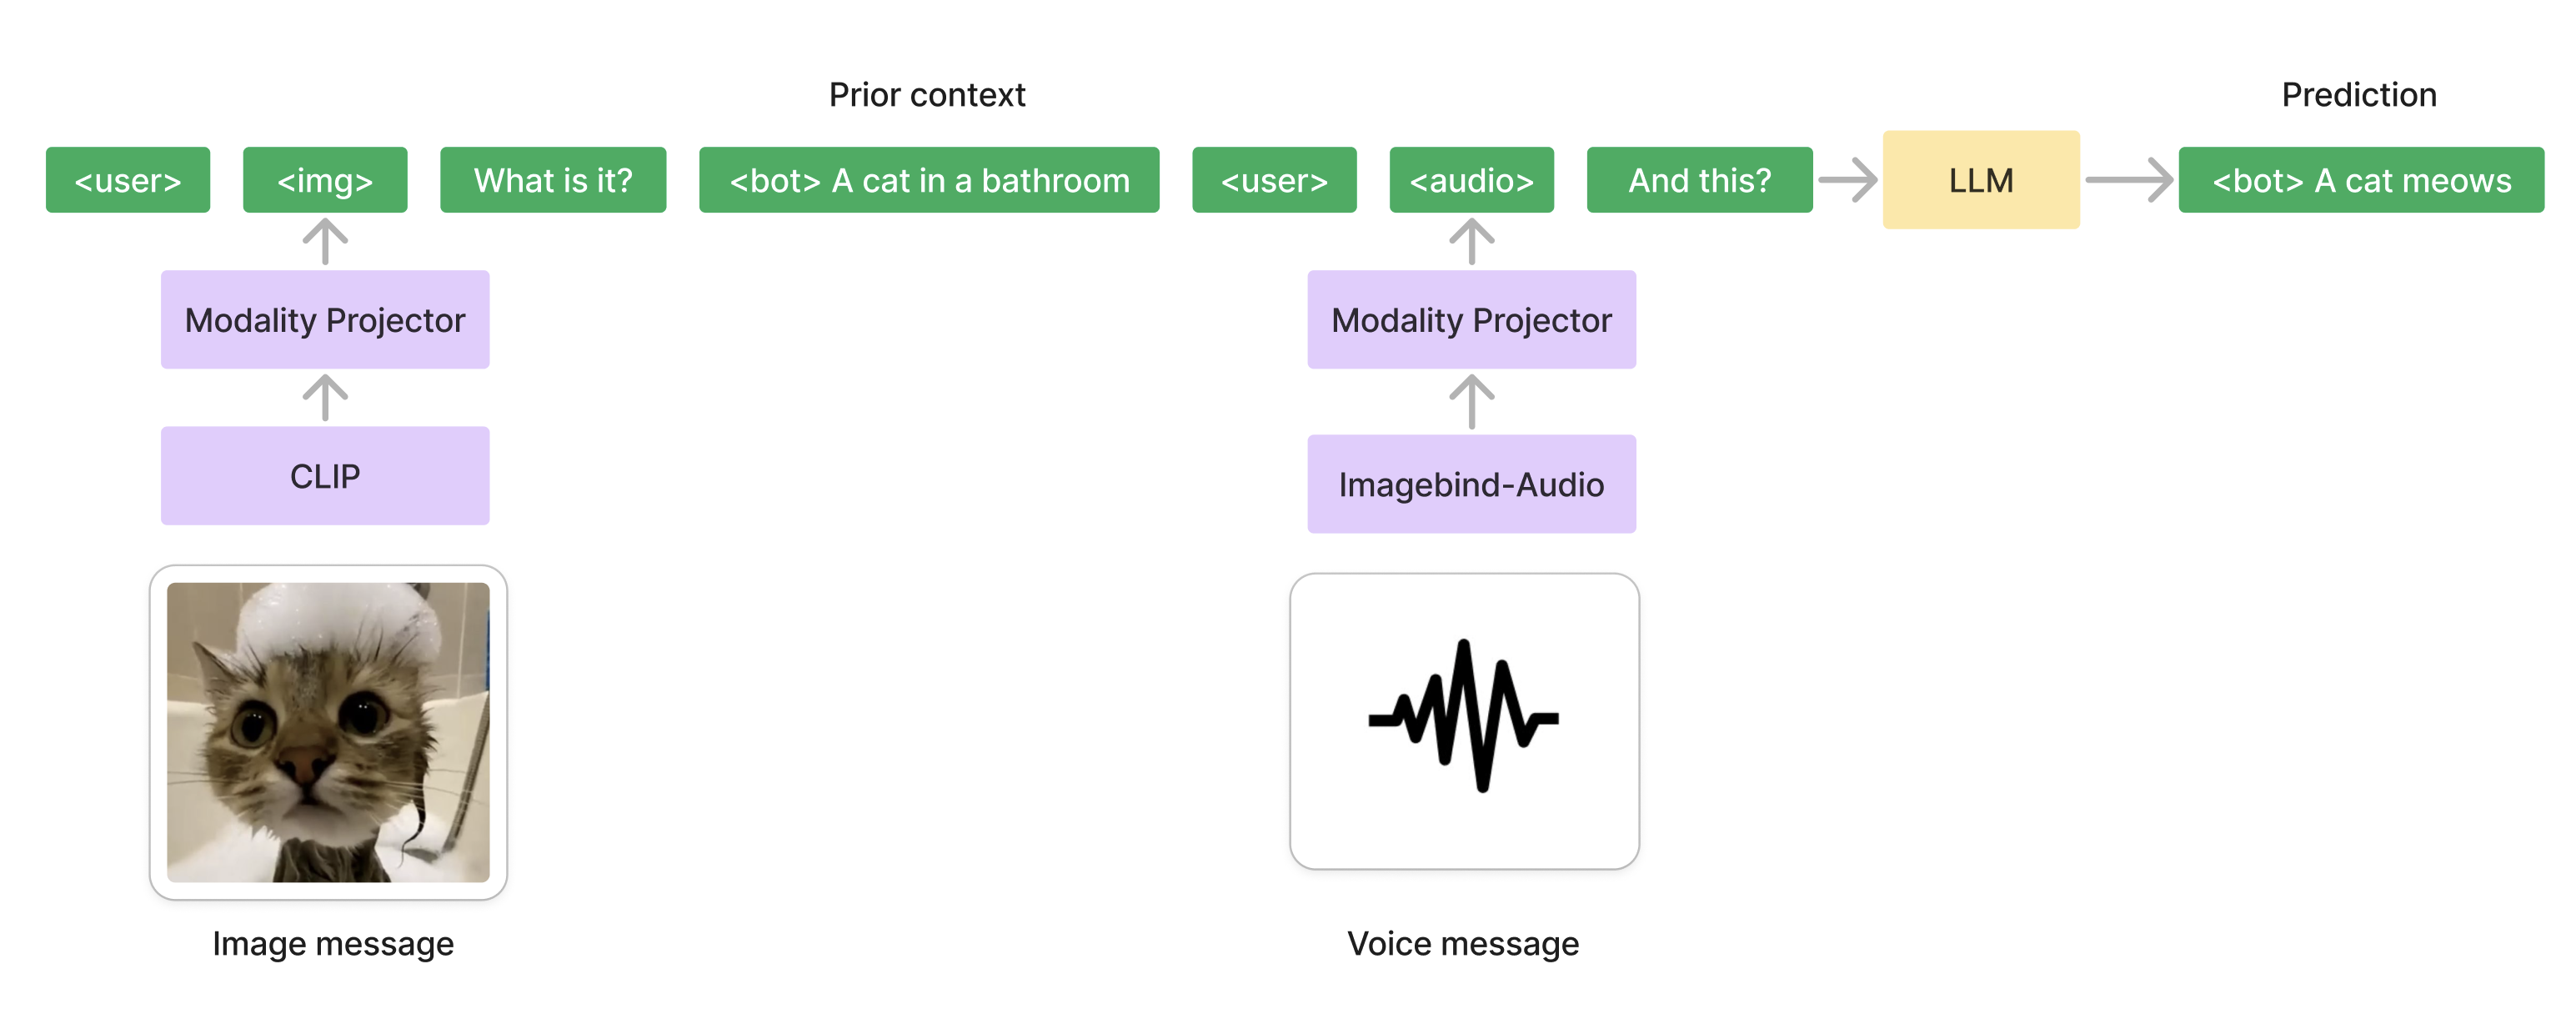 Prior context
Prediction
<user> <img> What is it? <bot> A cat in a bathroom <user> <audio> And this? LLM <bot> A cat meows
Modality Projector Modality Projector
CLIP Imagebind-Audio
Image message Voice message